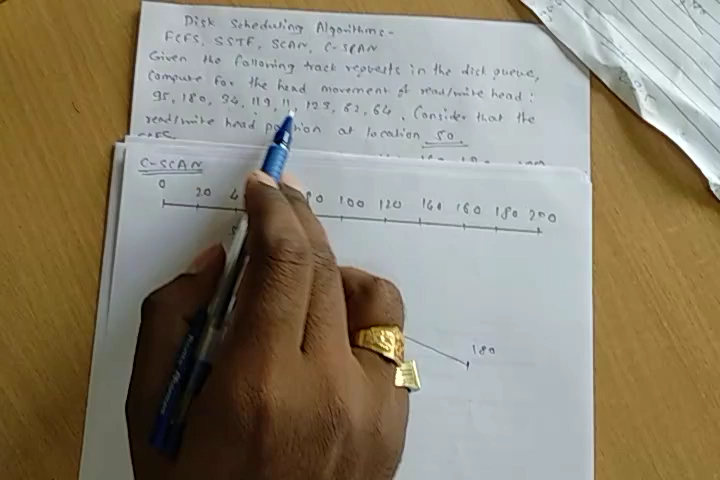 Disk Scheduling Algorithms-
FCFS, SSTF, SCAN, C-SCAN
Given the following track requests in the disk queue,
compute for the head movement of read/write head:
95, 180, 34, 119, 11, 123, 62, 64. Consider that the
read/write head position at location 50.
C-SCAN
0 20 100 120 140 160 180 200
180